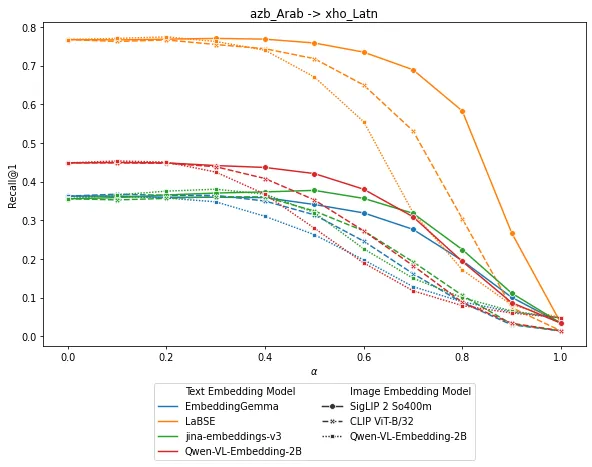 azb_Arab -> xho_Latn
Recall@1
0.8
0.7
0.6
0.5
0.4
0.3
0.2
0.1
0.0
0.0 0.2 0.4 0.6 0.8 1.0
α
Text Embedding Model
EmbeddingGemma
LaBSE
jina-embeddings-v3
Qwen-VL-Embedding-2B
Image Embedding Model
SigLIP 2 So400m
CLIP ViT-B/32
Qwen-VL-Embedding-2B